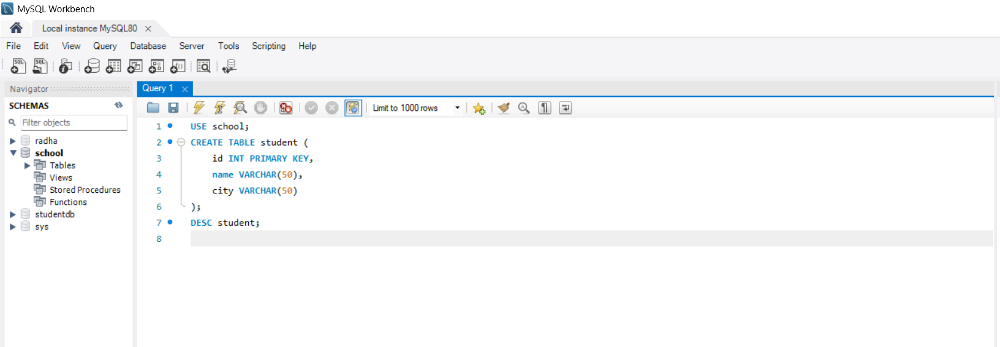 MySQL Workbench
Local instance MySQL80
File Edit View Query Database Server Tools Scripting Help
SQL SQL
Navigator
Query 1
SCHEMAS
Limit to 1000 rows
Filter objects
radha
school
Tables
Views
Stored Procedures
Functions
studentdb
sys
1 USE school;
2 CREATE TABLE student (
3 id INT PRIMARY KEY,
4 name VARCHAR(50),
5 city VARCHAR(50)
6 );
7 DESC student;
8